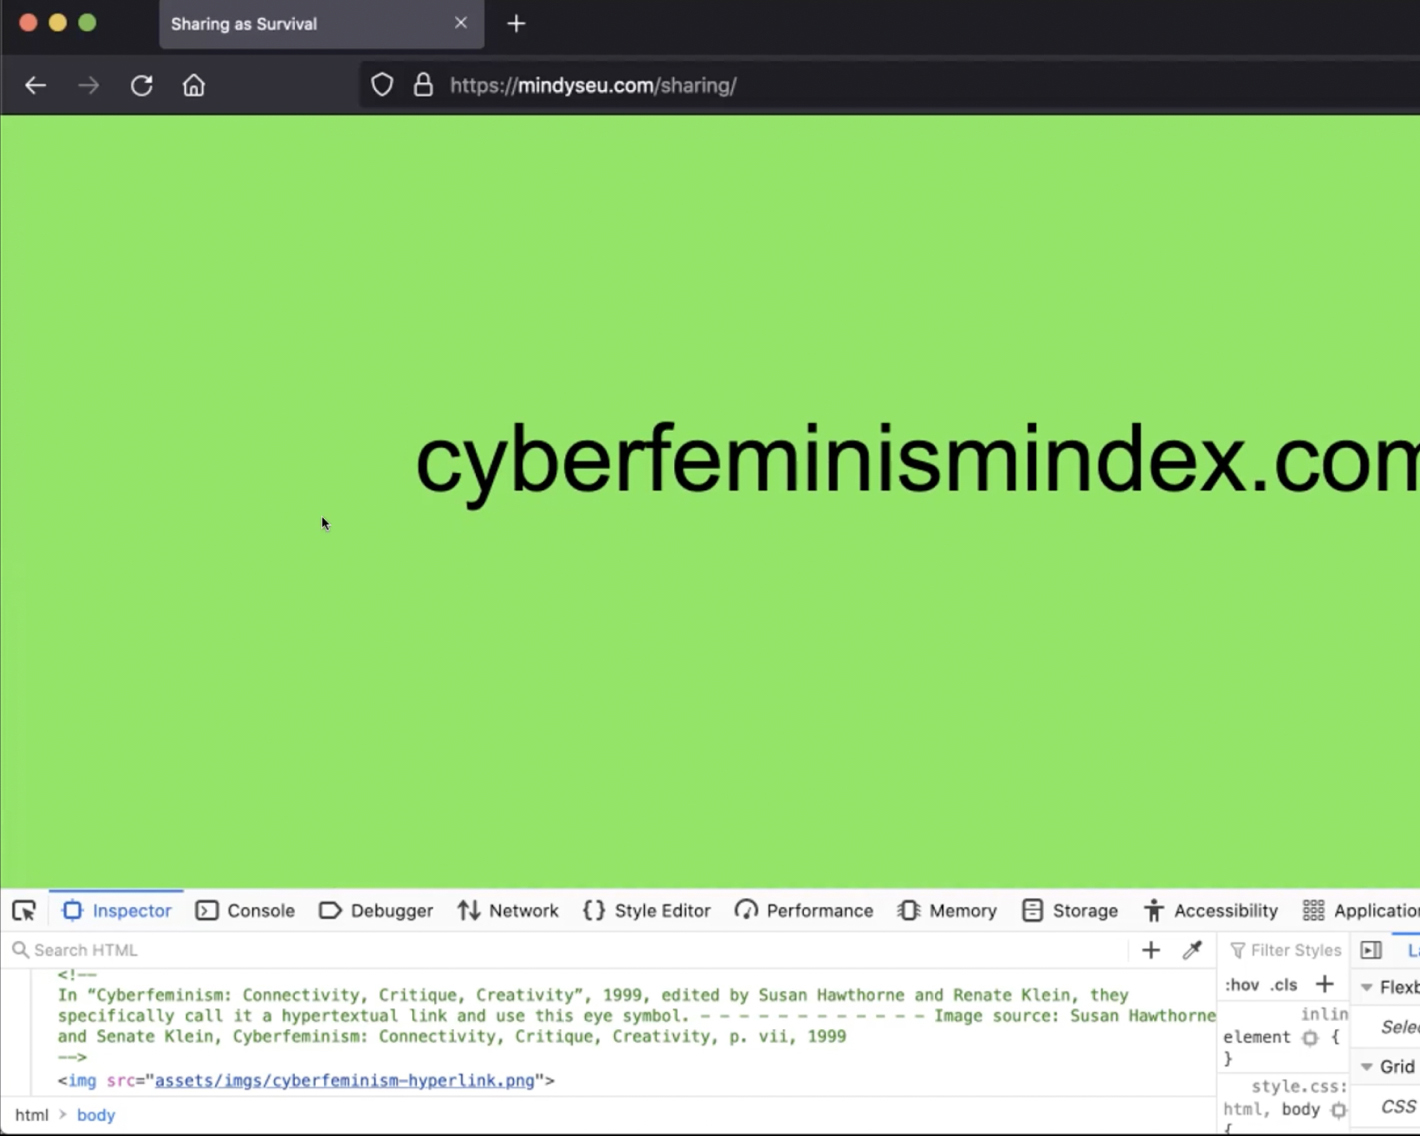 Sharing as Survival
https://mindyseu.com/sharing/
cyberfeminismindex.com
Inspector Console Debugger Network Style Editor Performance Memory Storage Accessibility Application
Search HTML
Filter Styles
<!--
In “Cyberfeminism: Connectivity, Critique, Creativity”, 1999, edited by Susan Hawthorne and Renate Klein, they
specifically call it a hypertextual link and use this eye symbol. - - - - - - - - - - - - Image source: Susan Hawthorne
and Senate Klein, Cyberfeminism: Connectivity, Critique, Creativity, p. vii, 1999
-->
<img src="assets/imgs/cyberfeminism-hyperlink.png">
html > body
:hov .cls +
inlin
element {
}
style.css:
html, body
{
La
Flexb
Selec
Grid
CSS